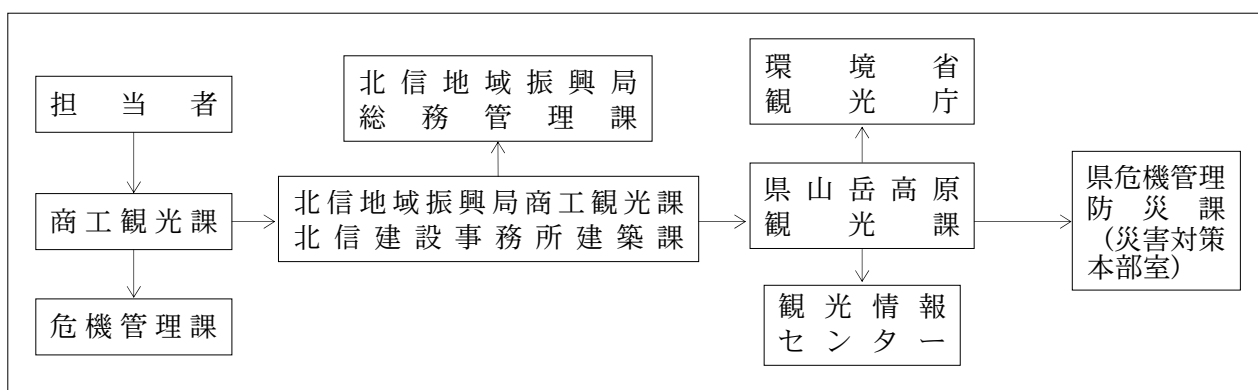 担当者
商工観光課
危機管理課
北信地域振興局
総務管理課
北信地域振興局商工観光課
北信建設事務所建築課
環境省
観光庁
県山岳高原
観光課
観光情報
センター
県危機管理
防災課
（災害対策
本部室）